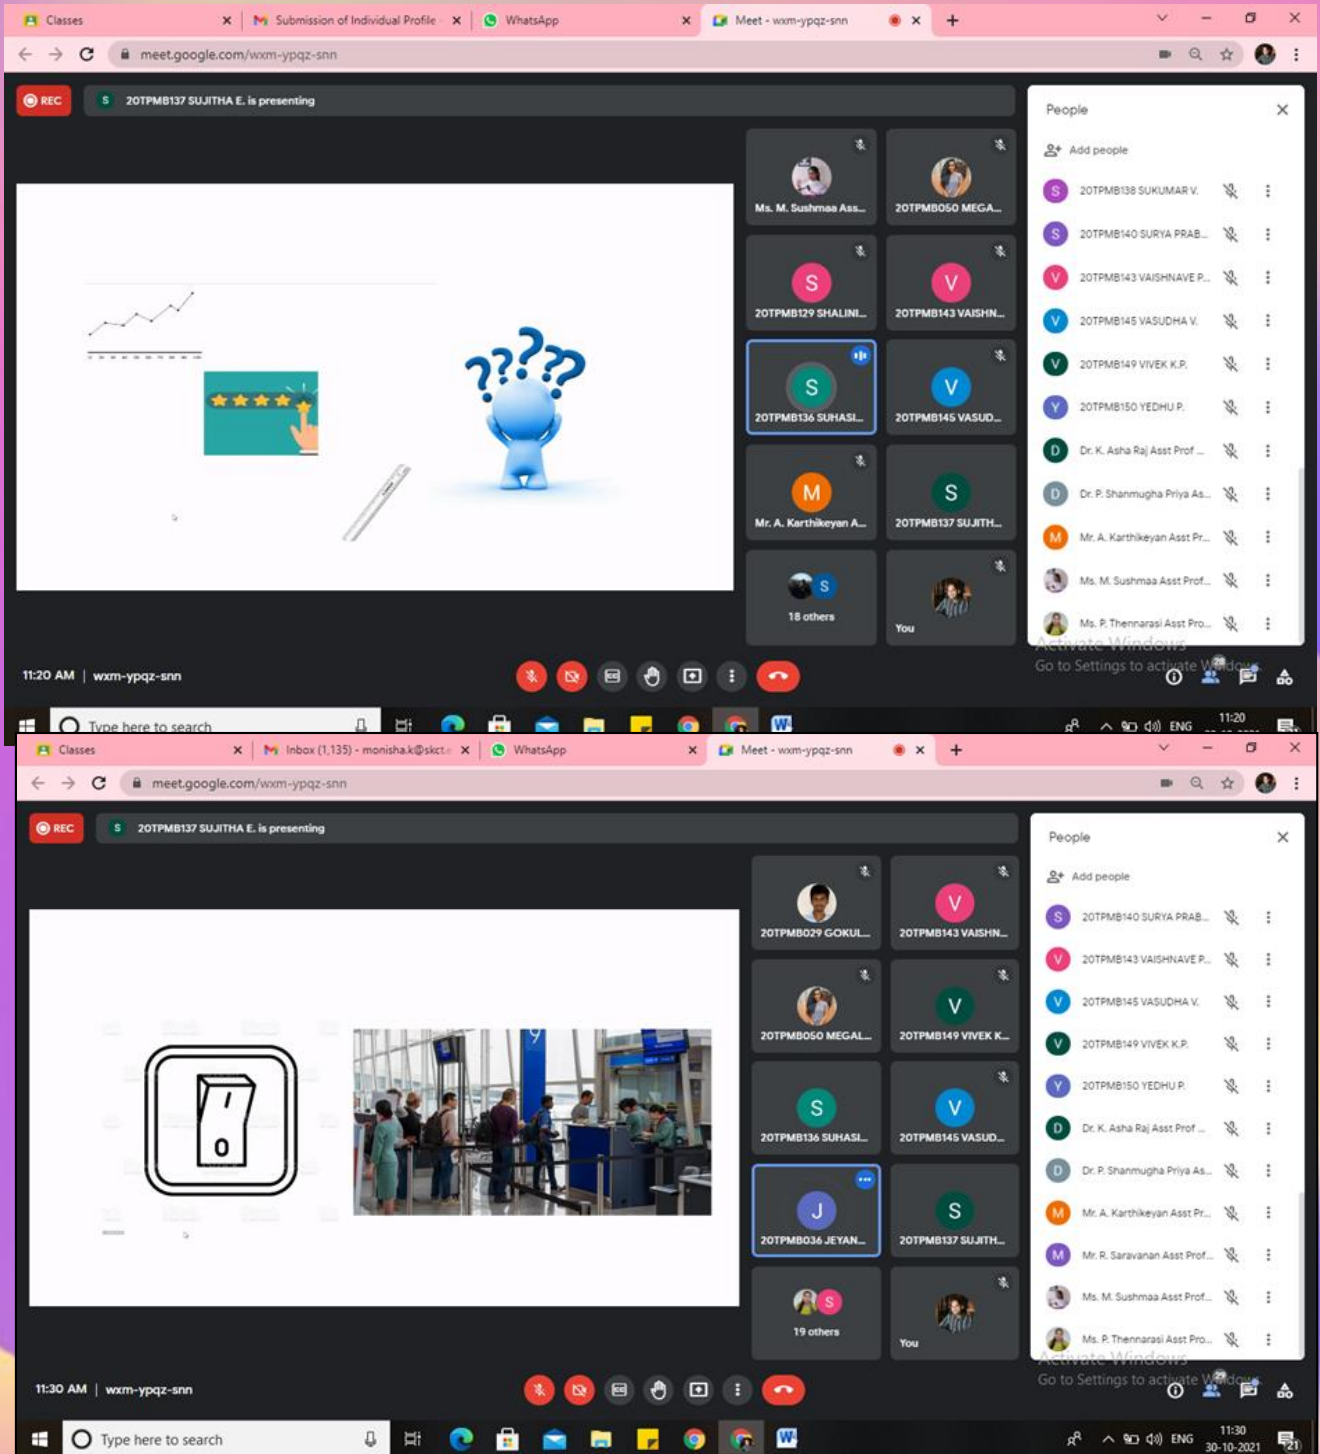 Classes
Submission of Individual Profile
WhatsApp
Meet - wxm-ypqz-snn
meet.google.com/wxm-ypqz-snn
REC
S
20TPMB137 SUJITHA E. is presenting
Ms. M. Sushmaa Ass...
20TPMB050 MEGA...
S
20TPMB129 SHALINI...
V
20TPMB143 VAISHN...
S
20TPMB136 SUHASI...
V
20TPMB145 VASUD...
M
Mr. A. Karthikeyan A...
S
20TPMB137 SUJITH...
S
18 others
You
People
Add people
S 20TPMB138 SUKUMAR V.
S 20TPMB140 SURYA PRAB...
V 20TPMB143 VAISHNAVE P...
V 20TPMB145 VASUDHA V.
V 20TPMB149 VIVEK K.P.
Y 20TPMB150 YEDHU P.
D Dr. K. Asha Raj Asst Prof ...
D Dr. P. Shanmugha Priya As...
M Mr. A. Karthikeyan Asst Pr...
Ms. M. Sushmaa Asst Prof...
Ms. P. Thennarasi Asst Pro...
Activate Windows
Go to Settings to activate Windows.
????
11:20 AM | wxm-ypqz-snn
Type here to search
ENG
11:20
Classes
Inbox (1,135) - monisha.k@skct.e
WhatsApp
Meet - wxm-ypqz-snn
meet.google.com/wxm-ypqz-snn
REC
S
20TPMB137 SUJITHA E. is presenting
20TPMB029 GOKUL...
V
20TPMB143 VAISHN...
20TPMB050 MEGAL...
V
20TPMB149 VIVEK K...
S
20TPMB136 SUHASI...
V
20TPMB145 VASUD...
J
20TPMB036 JEYAN...
S
20TPMB137 SUJITH...
S
19 others
You
People
Add people
S 20TPMB140 SURYA PRAB...
V 20TPMB143 VAISHNAVE P...
V 20TPMB145 VASUDHA V.
V 20TPMB149 VIVEK K.P.
Y 20TPMB150 YEDHU P.
D Dr. K. Asha Raj Asst Prof ...
D Dr. P. Shanmugha Priya As...
M Mr. A. Karthikeyan Asst Pr...
M Mr. R. Saravanan Asst Prof...
Ms. M. Sushmaa Asst Prof...
Ms. P. Thennarasi Asst Pro...
Activate Windows
Go to Settings to activate Windows.
9
11:30 AM | wxm-ypqz-snn
Type here to search
ENG
11:30
30-10-2021